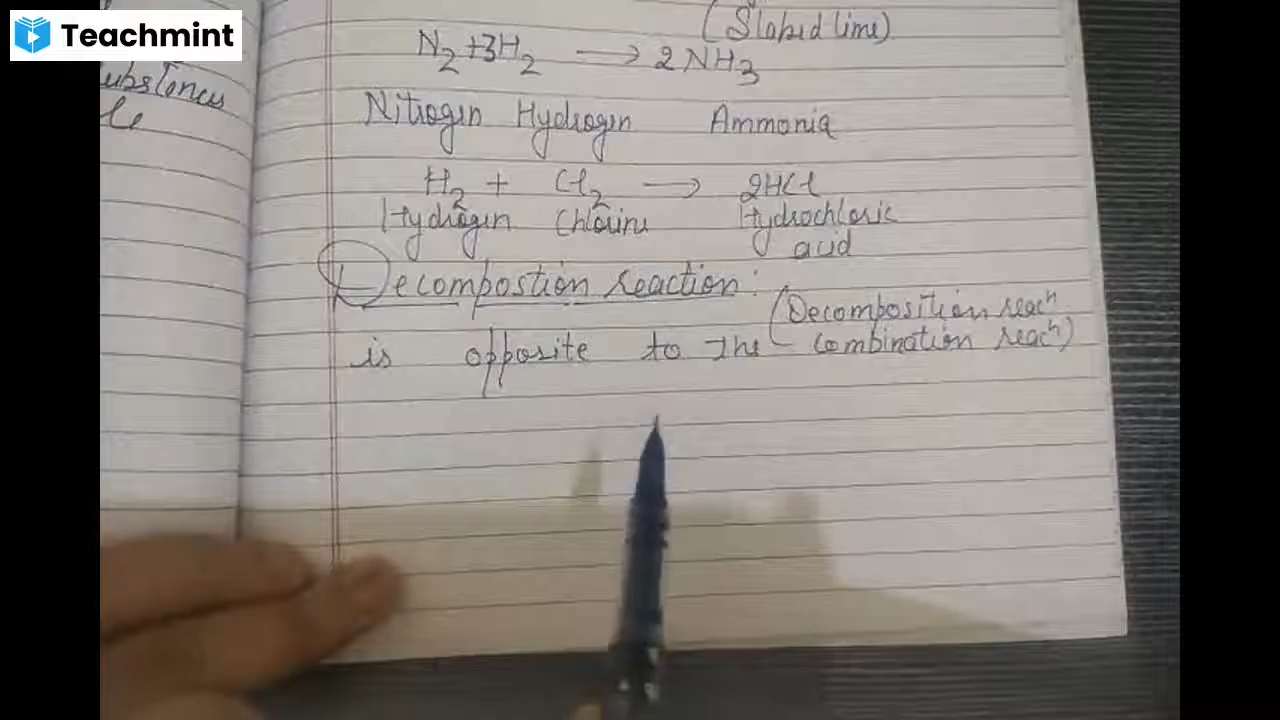 Teachmint
(Slaked lime)
N2 +3H2 → 2NH3
ubstences
Nitrogen Hydrogen Ammonia
H2 + Cl2 → 2HCl
Hydrogen Chlorine Hydrochloric
acid
Decompostion reaction:
(Decomposition reacn
is opposite to the combination reacn)